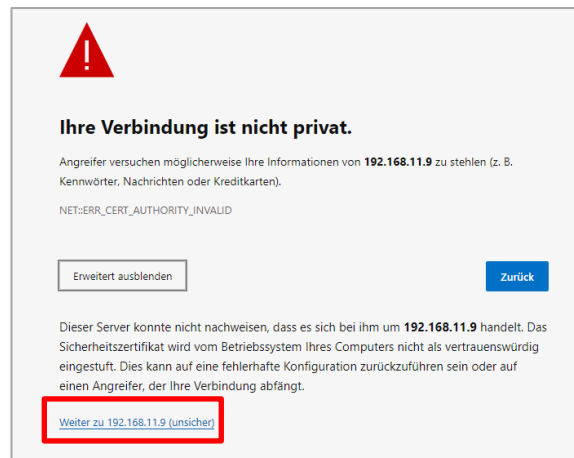 Ihre Verbindung ist nicht privat.
Angreifer versuchen möglicherweise Ihre Informationen von 192.168.11.9 zu stehlen (z. B.
Kennwörter, Nachrichten oder Kreditkarten).
NET::ERR_CERT_AUTHORITY_INVALID
Erweitert ausblenden
Zurück
Dieser Server konnte nicht nachweisen, dass es sich bei ihm um 192.168.11.9 handelt. Das
Sicherheitszertifikat wird vom Betriebssystem Ihres Computers nicht als vertrauenswürdig
eingestuft. Dies kann auf eine fehlerhafte Konfiguration zurückzuführen sein oder auf
einen Angreifer, der Ihre Verbindung abfängt.
Weiter zu 192.168.11.9 (unsicher)